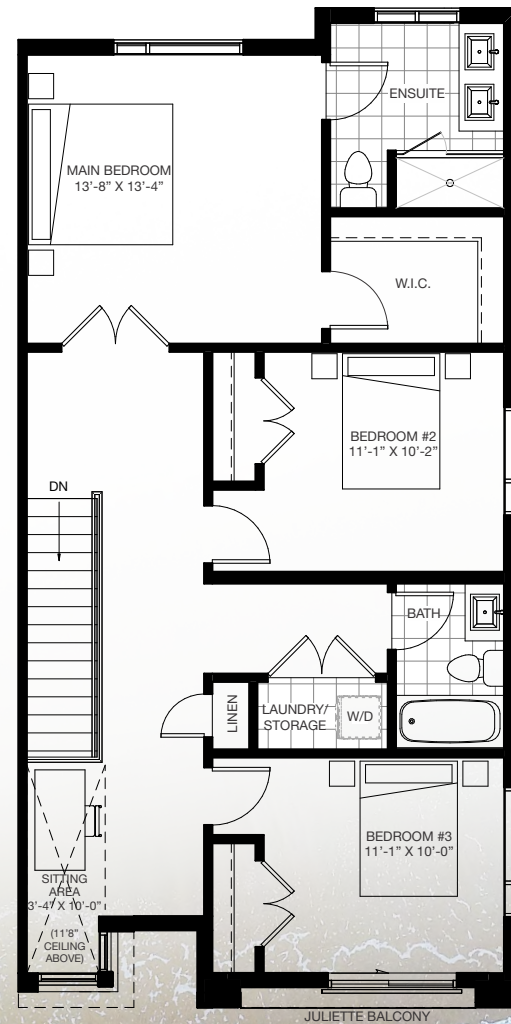 ENSUITE
MAIN BEDROOM
13'-8" X 13'-4"
W.I.C.
BEDROOM #2
11'-1" X 10'-2"
DN
BATH
LINEN
LAUNDRY/
STORAGE
W/D
BEDROOM #3
11'-1" X 10'-0"
SITTING
AREA
3'-4" X 10'-0"
(11'8"
CEILING
ABOVE)
JULIETTE BALCONY